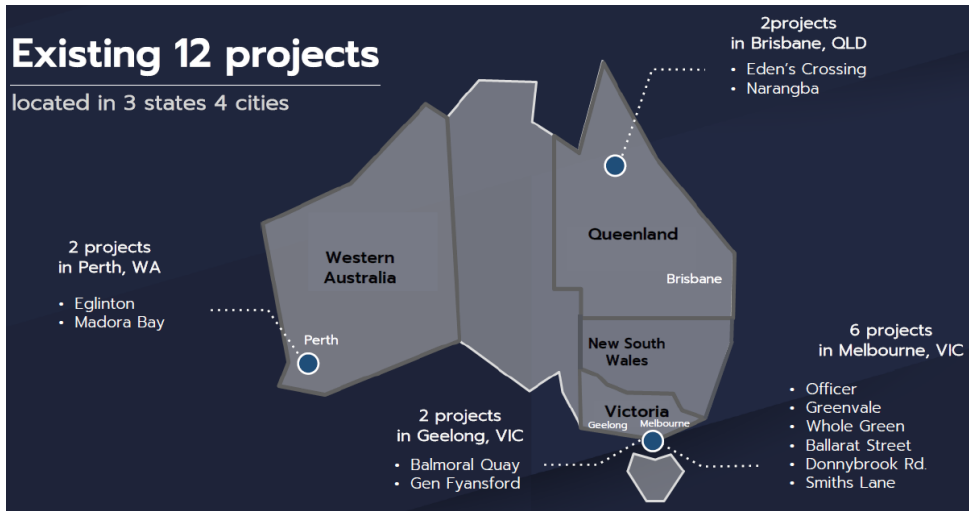 Existing 12 projects
located in 3 states 4 cities
2projects
in Brisbane, QLD
• Eden's Crossing
• Narangba
Queenland
Brisbane
Western
Australia
2 projects
in Perth, WA
• Eglinton
• Madora Bay
Perth
New South
Wales
Victoria
Geelong
Melbourne
2 projects
in Geelong, VIC
• Balmoral Quay
• Gen Fyansford
6 projects
in Melbourne, VIC
• Officer
• Greenvale
• Whole Green
• Ballarat Street
• Donnybrook Rd.
• Smiths Lane